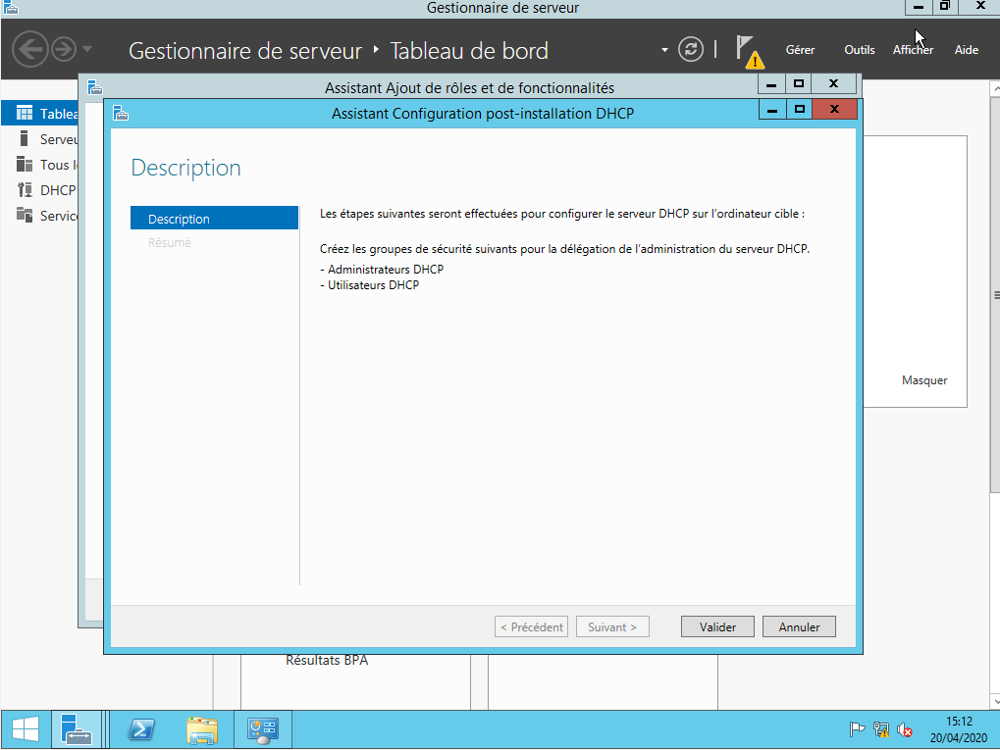 Gestionnaire de serveur
Gestionnaire de serveur ‣ Tableau de bord
Gérer Outils Afficher Aide
Assistant Ajout de rôles et de fonctionnalités
Assistant Configuration post-installation DHCP
Description
Description
Résumé
Les étapes suivantes seront effectuées pour configurer le serveur DHCP sur l'ordinateur cible :
Créez les groupes de sécurité suivants pour la délégation de l'administration du serveur DHCP.
- Administrateurs DHCP
- Utilisateurs DHCP
Tablea
Serveu
Tous l
DHCP
Service
Masquer
< Précédent Suivant > Valider Annuler
Résultats BPA
15:12
20/04/2020